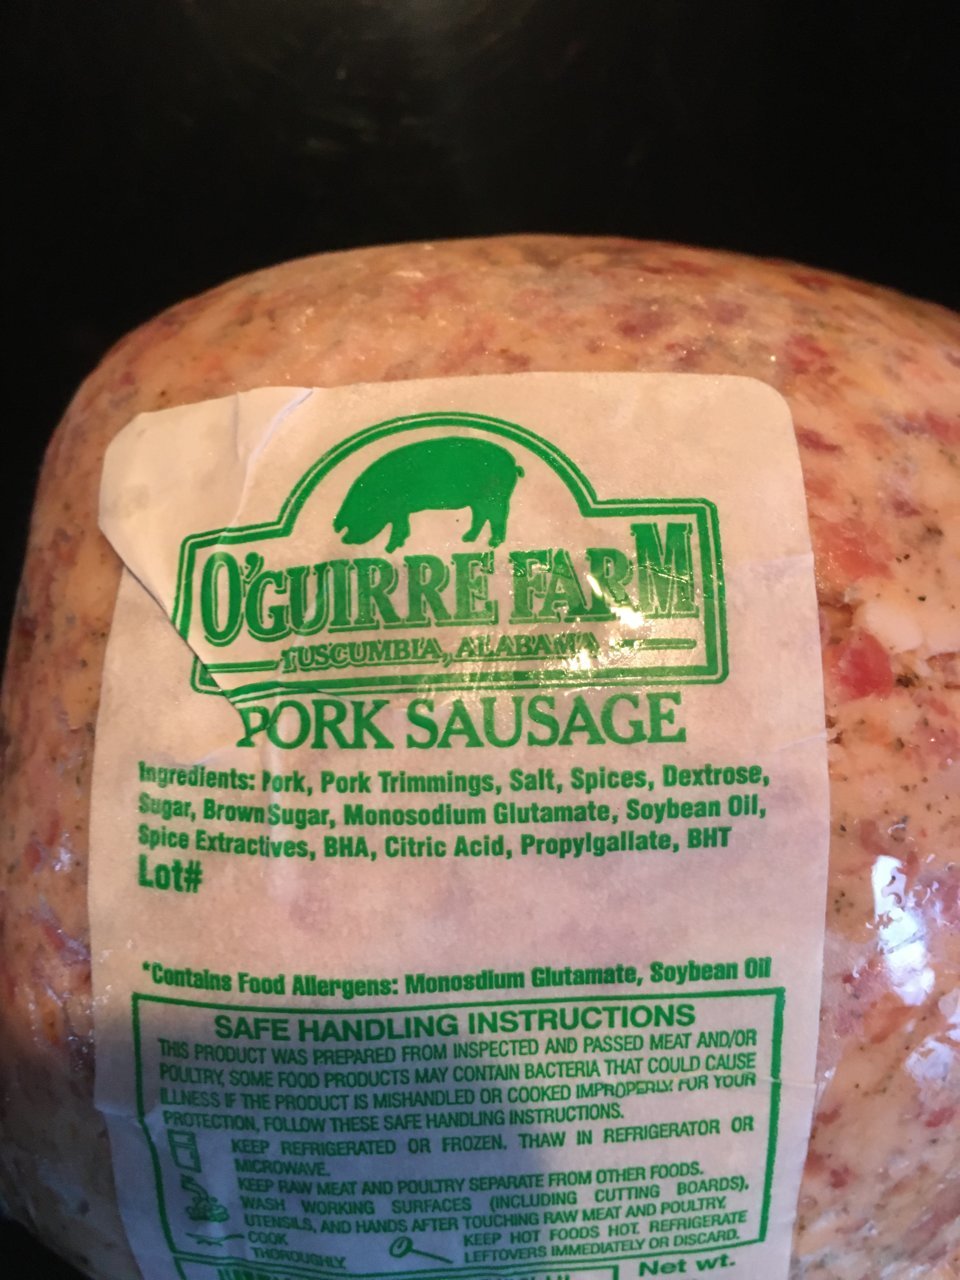 O'GUIRRE FARM
TUSCUMBIA, ALABAMA
PORK SAUSAGE
Ingredients: Pork, Pork Trimmings, Salt, Spices, Dextrose,
Sugar, Brown Sugar, Monosodium Glutamate, Soybean Oil,
Spice Extractives, BHA, Citric Acid, Propylgallate, BHT
Lot#
*Contains Food Allergens: Monosdium Glutamate, Soybean Oil
SAFE HANDLING INSTRUCTIONS
THIS PRODUCT WAS PREPARED FROM INSPECTED AND PASSED MEAT AND/OR
POULTRY, SOME FOOD PRODUCTS MAY CONTAIN BACTERIA THAT COULD CAUSE
ILLNESS IF THE PRODUCT IS MISHANDLED OR COOKED IMPROPERLY. FOR YOUR
PROTECTION, FOLLOW THESE SAFE HANDLING INSTRUCTIONS.
KEEP REFRIGERATED OR FROZEN. THAW IN REFRIGERATOR OR
MICROWAVE.
KEEP RAW MEAT AND POULTRY SEPARATE FROM OTHER FOODS.
WASH WORKING SURFACES (INCLUDING CUTTING BOARDS),
UTENSILS, AND HANDS AFTER TOUCHING RAW MEAT AND POULTRY.
COOK
THOROUGHLY.
KEEP HOT FOODS HOT. REFRIGERATE
LEFTOVERS IMMEDIATELY OR DISCARD.
Net wt.